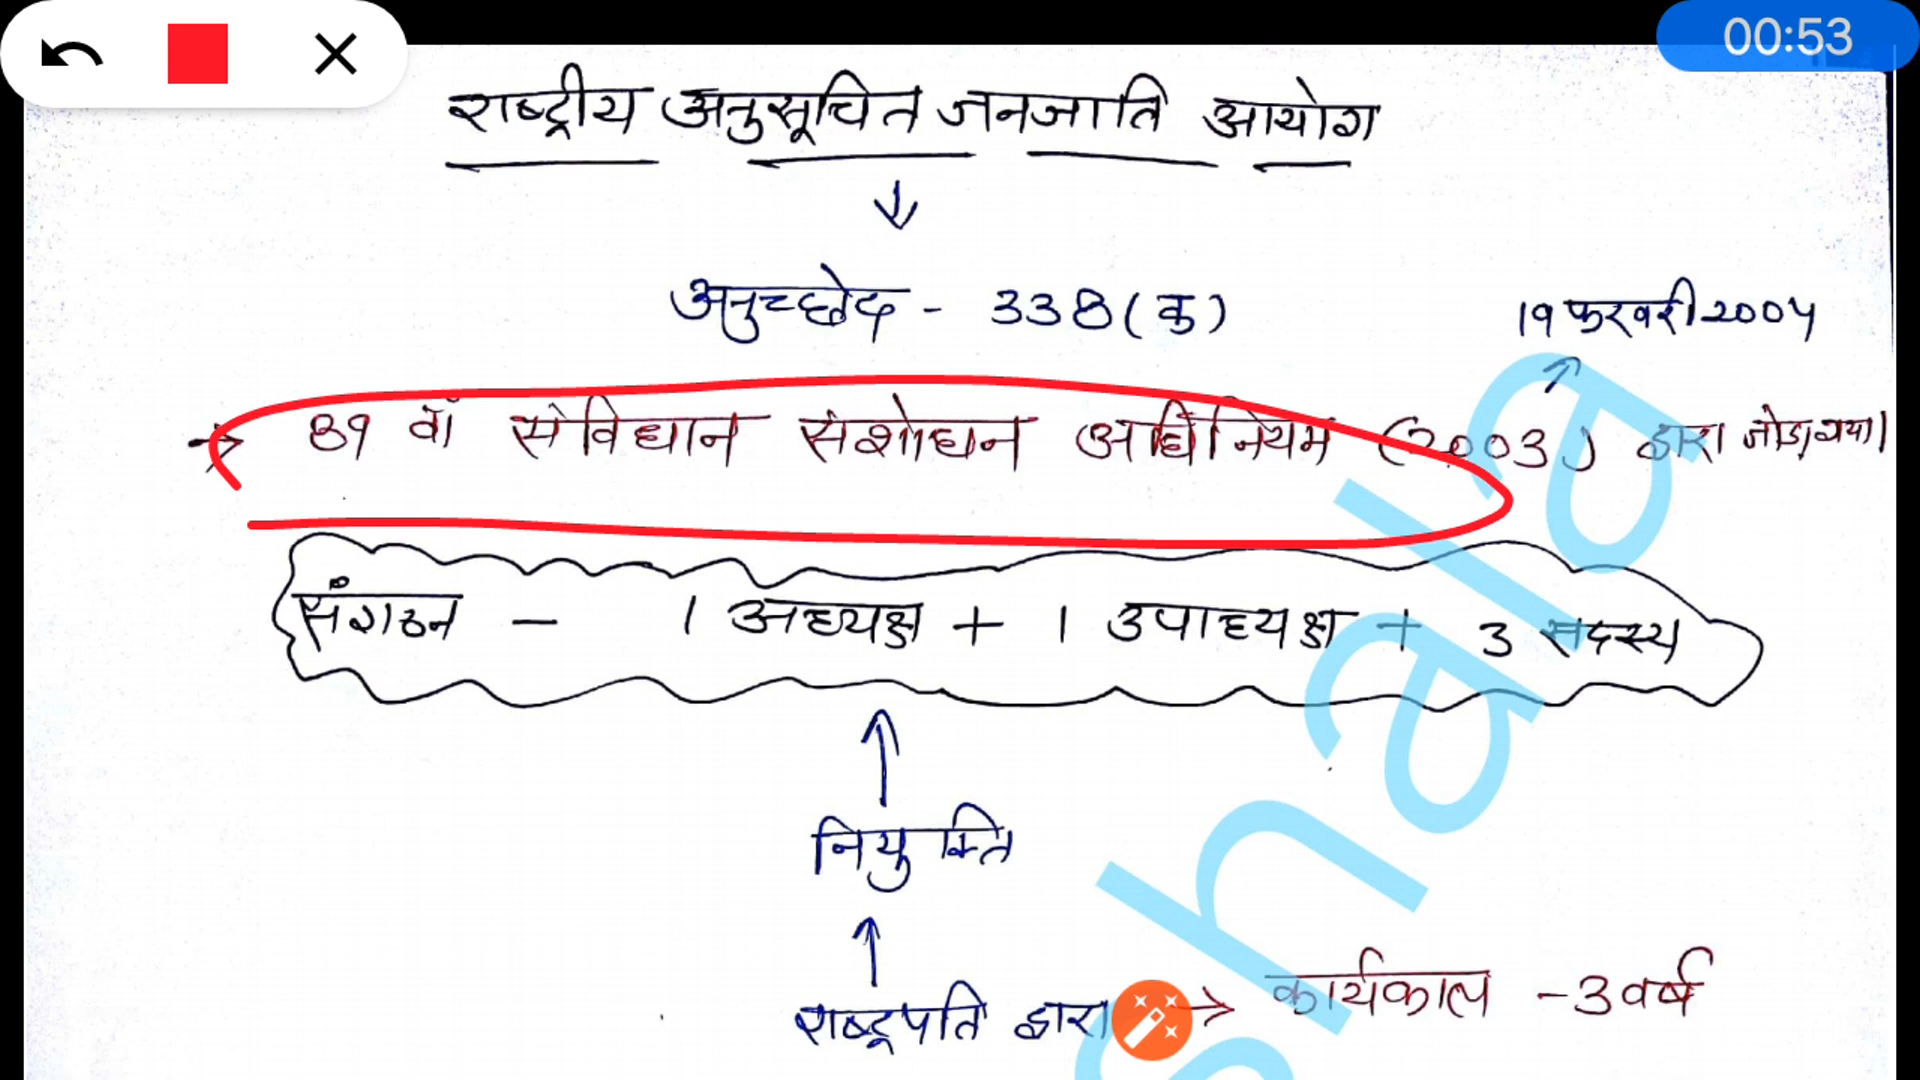 00:53
राष्ट्रीय अनुसूचित जनजाति आयोग
अनुच्छेद - 338(क)
19 फरवरी 2004
→ 89 वाँ संविधान संशोधन अधिनियम (2003) द्वारा जोड़ा गया।
संगठन - 1 अध्यक्ष + 1 उपाध्यक्ष + 3 सदस्य
नियुक्ति
राष्ट्रपति द्वारा → कार्यकाल - 3 वर्ष
shala